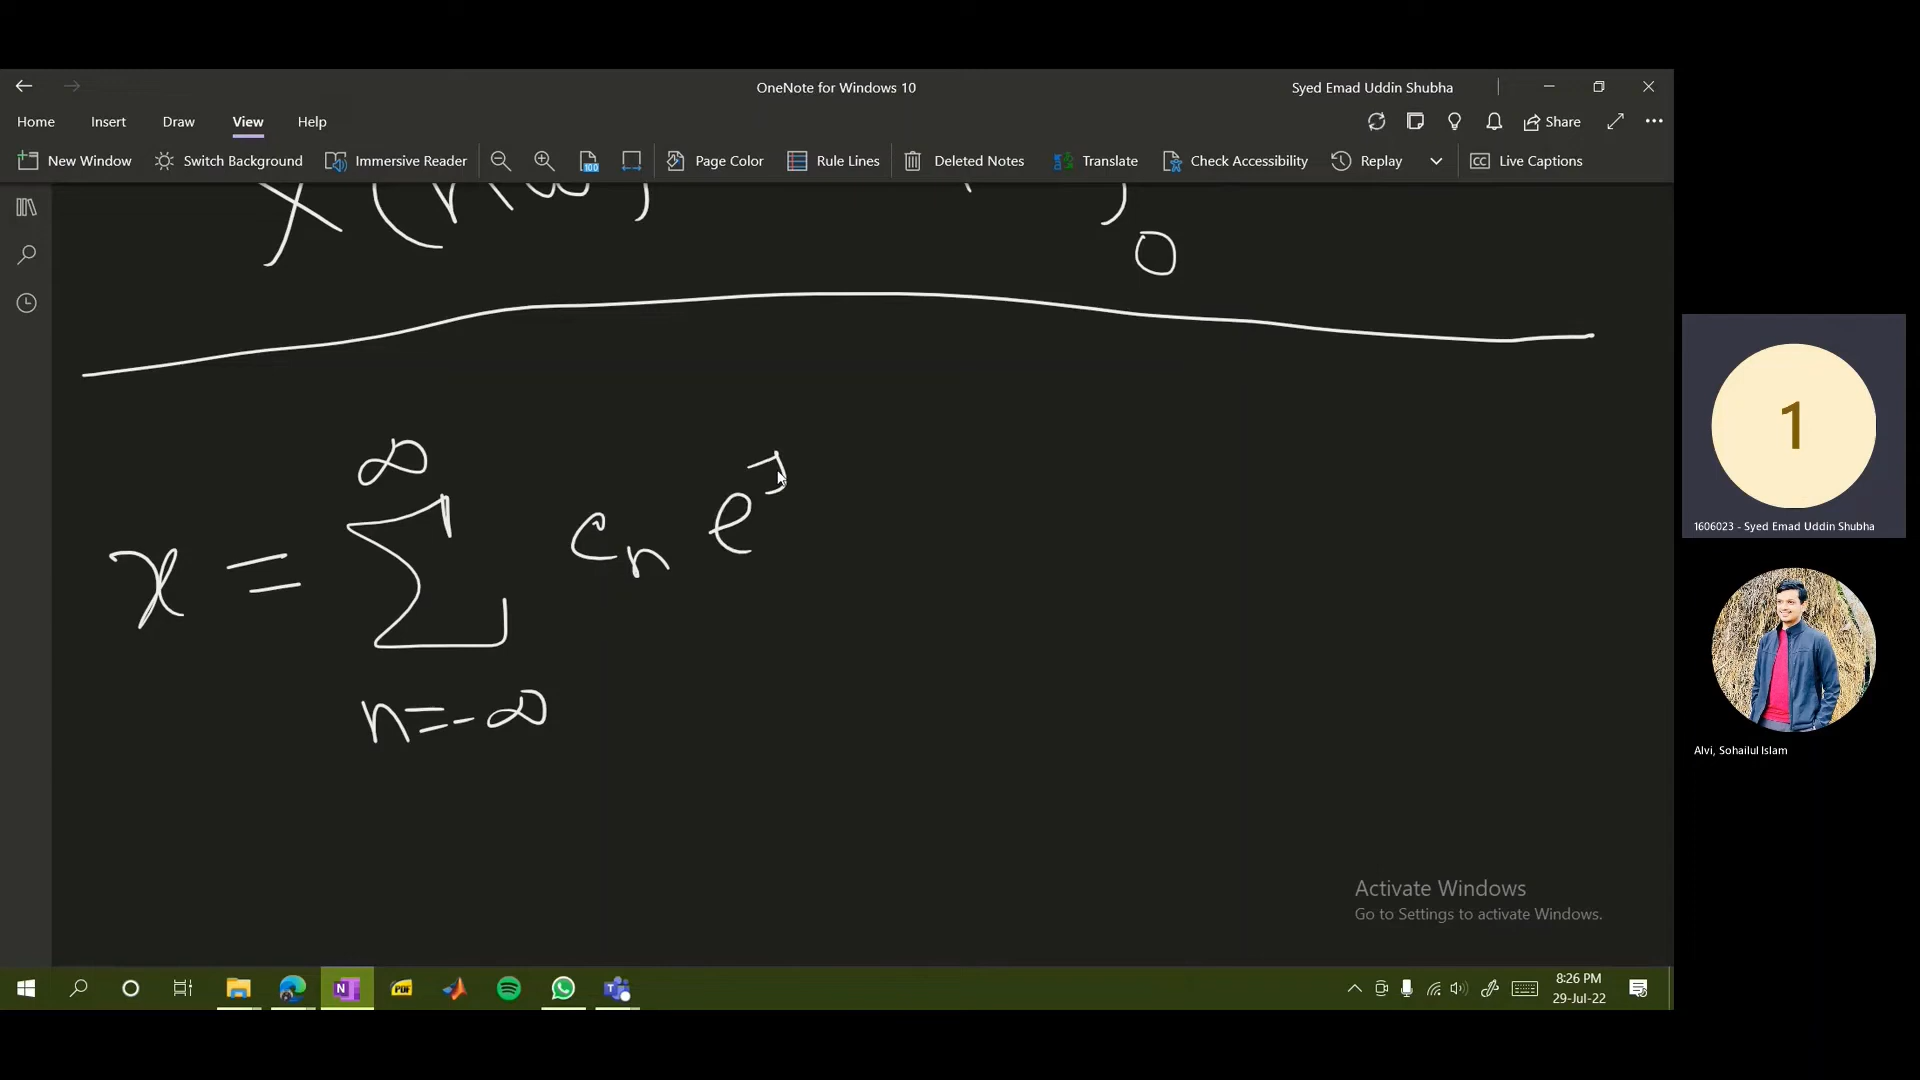 OneNote for Windows 10
Syed Emad Uddin Shubha
Home Insert Draw View Help
Share
New Window Switch Background Immersive Reader 100 Page Color Rule Lines Deleted Notes Translate Check Accessibility Replay CC Live Captions
0
∞
x = ∑ cₙ e^j
n=-∞
1
1606023 - Syed Emad Uddin Shubha
Alvi, Sohailul Islam
Activate Windows
Go to Settings to activate Windows.
PDF
8:26 PM
29-Jul-22